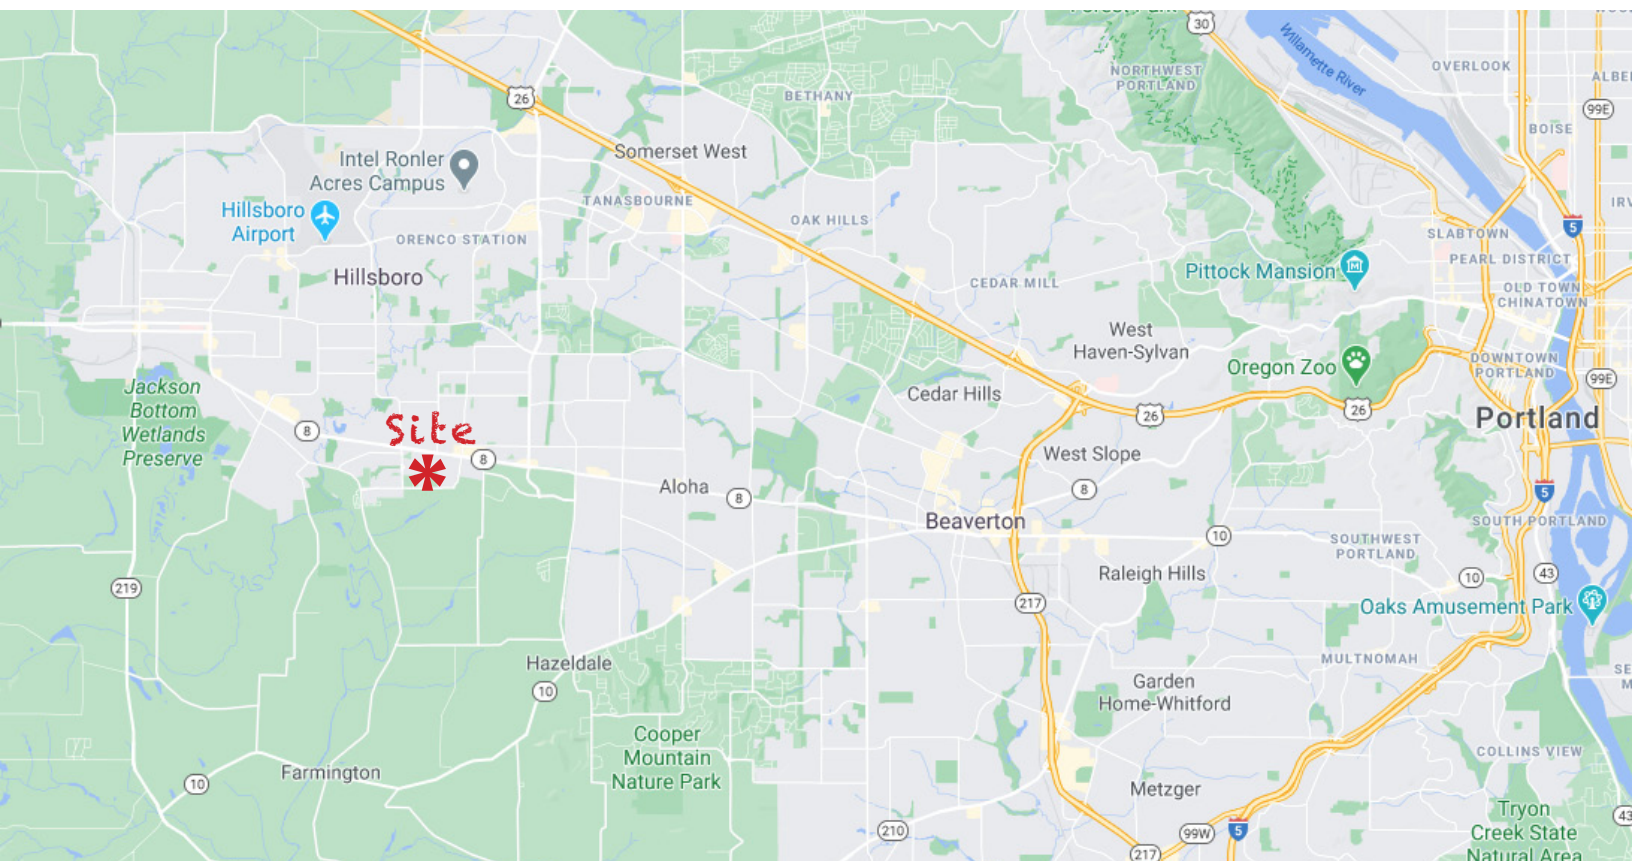 Forest Park
30
Willamette River
OVERLOOK
NORTHWEST
PORTLAND
BETHANY
26
99E
BOISE
Intel Ronler
Acres Campus
Somerset West
TANASBOURNE
Hillsboro
Airport
OAK HILLS
5
ORENCO STATION
SLABTOWN
PEARL DISTRICT
Pittock Mansion
Hillsboro
CEDAR MILL
OLD TOWN
CHINATOWN
West
Haven-Sylvan
Oregon Zoo
DOWNTOWN
PORTLAND
99E
Jackson
Bottom
Wetlands
Preserve
Cedar Hills
26
26
Portland
8
Site
8
West Slope
Aloha
8
8
5
Beaverton
SOUTH PORTLAND
10
SOUTHWEST
PORTLAND
Raleigh Hills
10
43
219
217
Oaks Amusement Park
Hazeldale
MULTNOMAH
10
Garden
Home-Whitford
Cooper
Mountain
Nature Park
COLLINS VIEW
Farmington
10
Metzger
Tryon
Creek State
Natural Area
210
99W
5
43
217